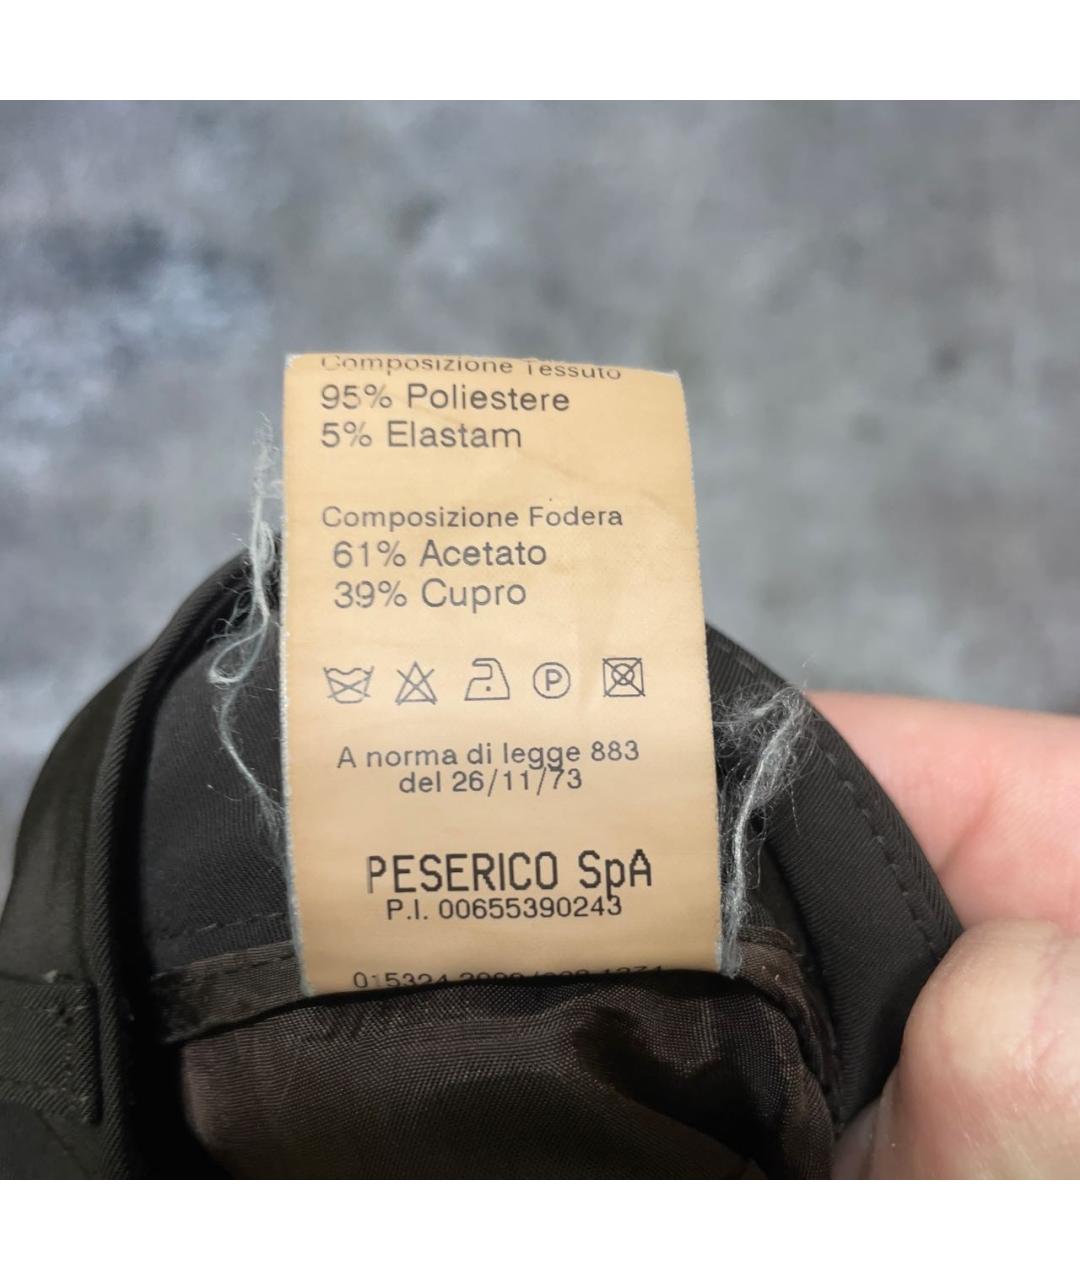 Composizione Tessuto
95% Poliestere
5% Elastam
Composizione Fodera
61% Acetato
39% Cupro
P
A norma di legge 883
del 26/11/73
PESERICO SpA
P.I. 00655390243
015324